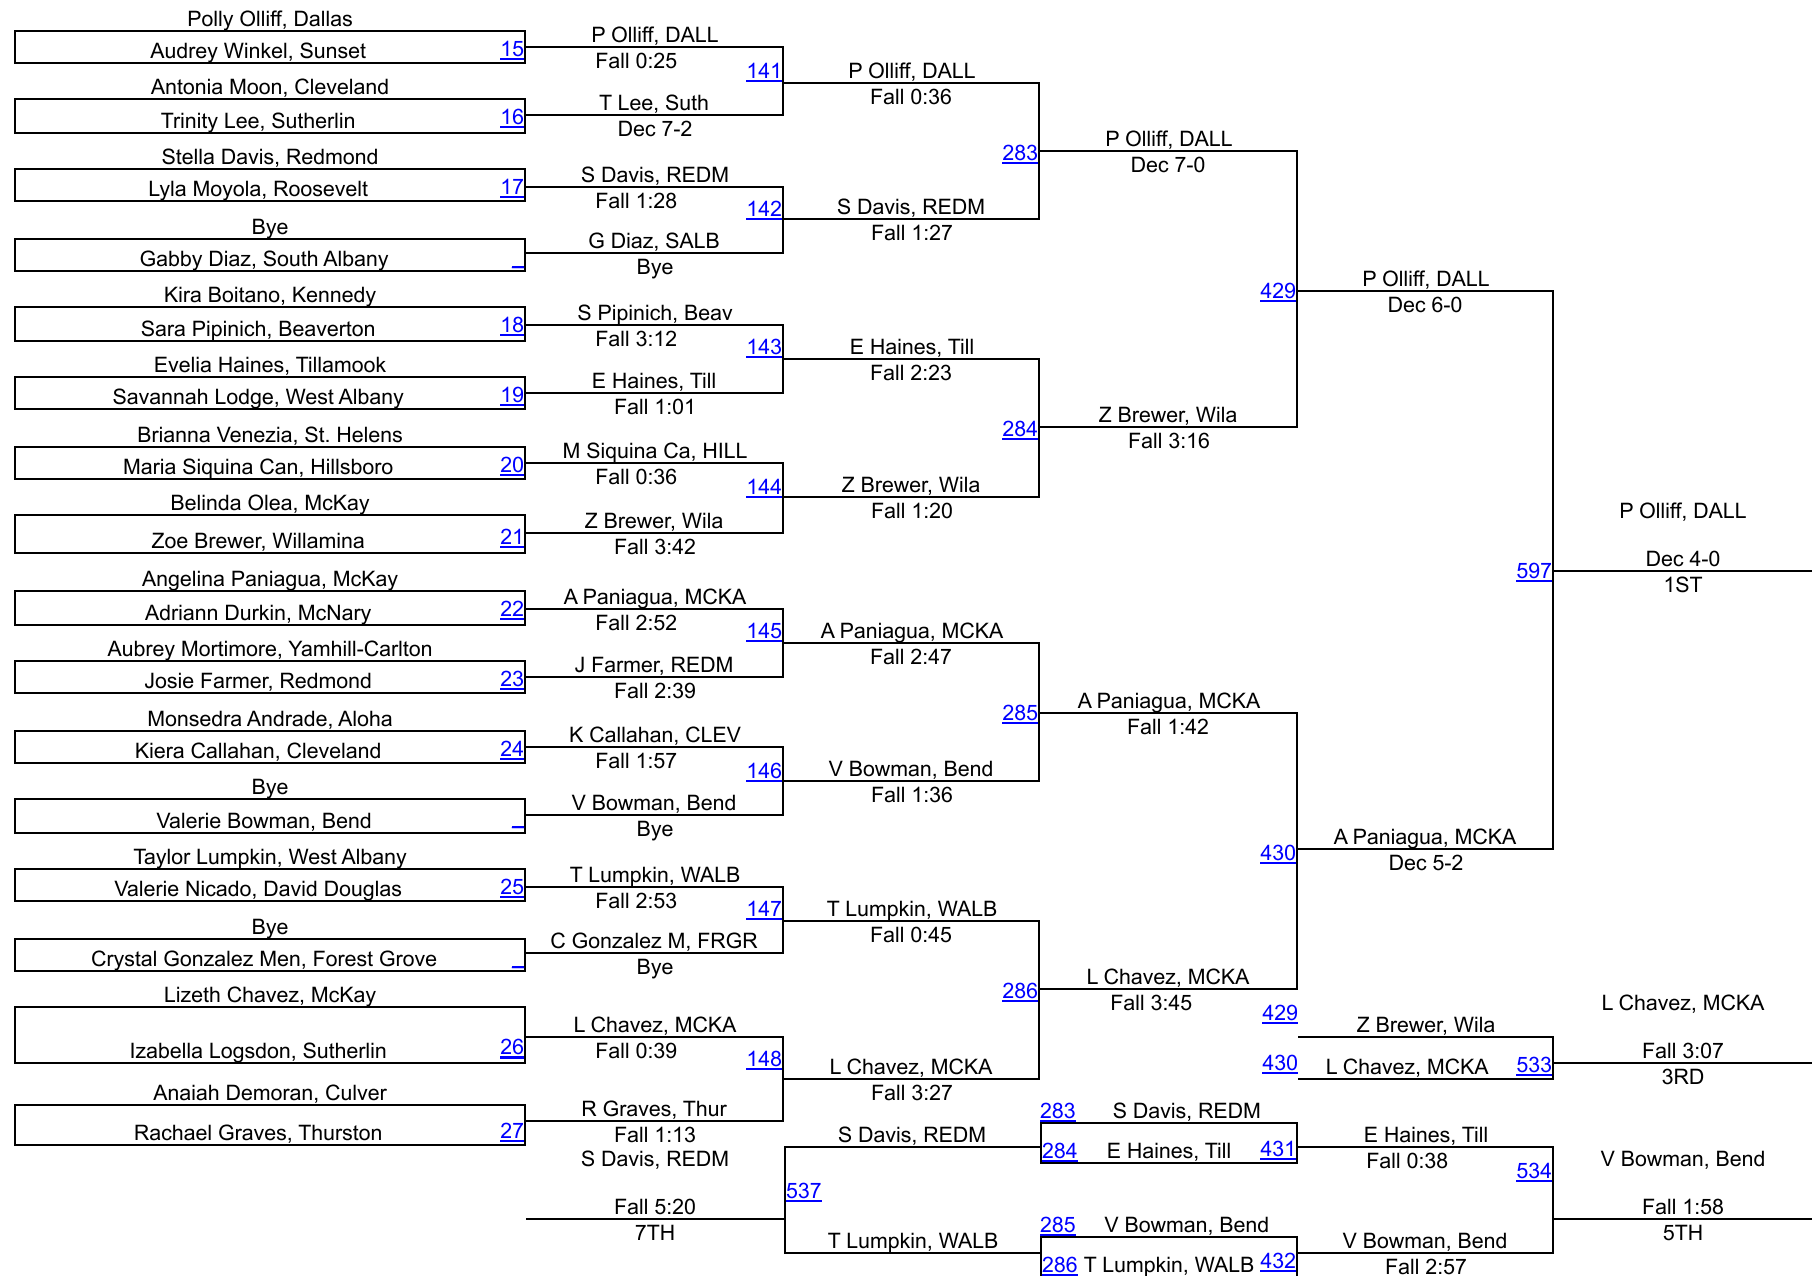 Polly Olliff, Dallas
Audrey Winkel, Sunset
15
Antonia Moon, Cleveland
Trinity Lee, Sutherlin
16
Stella Davis, Redmond
Lyla Moyola, Roosevelt
17
Bye
Gabby Diaz, South Albany
Kira Boitano, Kennedy
Sara Pipinich, Beaverton
18
Evelia Haines, Tillamook
Savannah Lodge, West Albany
19
Brianna Venezia, St. Helens
Maria Siquina Can, Hillsboro
20
Belinda Olea, McKay
Zoe Brewer, Willamina
21
Angelina Paniagua, McKay
Adriann Durkin, McNary
22
Aubrey Mortimore, Yamhill-Carlton
Josie Farmer, Redmond
23
Monsedra Andrade, Aloha
Kiera Callahan, Cleveland
24
Bye
Valerie Bowman, Bend
Taylor Lumpkin, West Albany
Valerie Nicado, David Douglas
25
Bye
Crystal Gonzalez Men, Forest Grove
Lizeth Chavez, McKay
Izabella Logsdon, Sutherlin
26
Anaiah Demoran, Culver
Rachael Graves, Thurston
27
P Olliff, DALL
Fall 0:25
141
T Lee, Suth
Dec 7-2
S Davis, REDM
Fall 1:28
142
G Diaz, SALB
Bye
S Pipinich, Beav
Fall 3:12
143
E Haines, Till
Fall 1:01
M Siquina Ca, HILL
Fall 0:36
144
Z Brewer, Wila
Fall 3:42
A Paniagua, MCKA
Fall 2:52
145
J Farmer, REDM
Fall 2:39
K Callahan, CLEV
Fall 1:57
146
V Bowman, Bend
Bye
T Lumpkin, WALB
Fall 2:53
147
C Gonzalez M, FRGR
Bye
L Chavez, MCKA
Fall 0:39
148
R Graves, Thur
Fall 1:13
P Olliff, DALL
Fall 0:36
283
S Davis, REDM
Fall 1:27
E Haines, Till
Fall 2:23
284
Z Brewer, Wila
Fall 1:20
A Paniagua, MCKA
Fall 2:47
285
V Bowman, Bend
Fall 1:36
T Lumpkin, WALB
Fall 0:45
286
L Chavez, MCKA
Fall 3:27
P Olliff, DALL
Dec 7-0
429
Z Brewer, Wila
Fall 3:16
A Paniagua, MCKA
Fall 1:42
430
L Chavez, MCKA
Fall 3:45
P Olliff, DALL
Dec 6-0
597
A Paniagua, MCKA
Dec 5-2
P Olliff, DALL
Dec 4-0
1ST
429
Z Brewer, Wila
430
L Chavez, MCKA
533
L Chavez, MCKA
Fall 3:07
3RD
283
S Davis, REDM
284
E Haines, Till
431
E Haines, Till
Fall 0:38
534
285
V Bowman, Bend
286
T Lumpkin, WALB
432
V Bowman, Bend
Fall 2:57
V Bowman, Bend
Fall 1:58
5TH
S Davis, REDM
537
T Lumpkin, WALB
S Davis, REDM
Fall 5:20
7TH